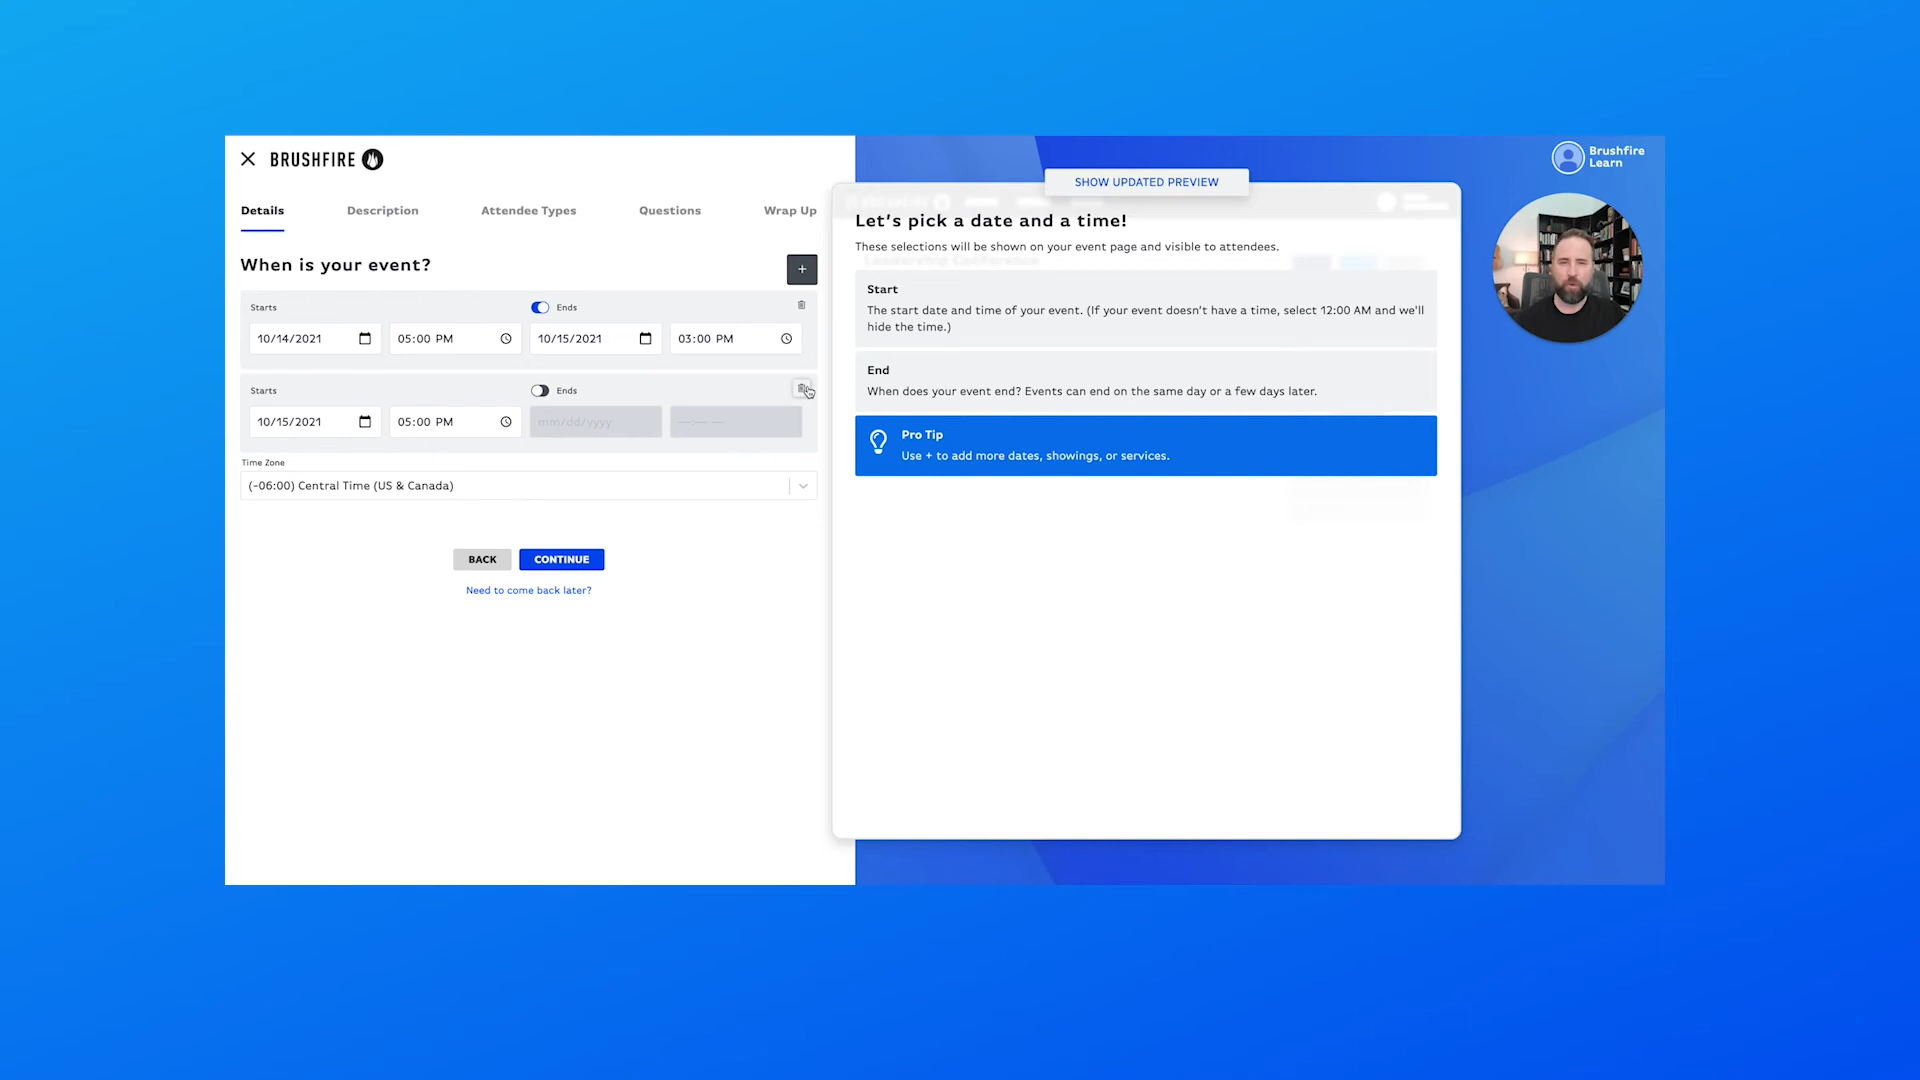 BRUSHFIRE
Details
Description
Attendee Types
Questions
Wrap Up
When is your event?
+
Starts
Ends
10/14/2021
05:00 PM
10/15/2021
03:00 PM
Starts
Ends
10/15/2021
05:00 PM
mm/dd/yyyy
--:-- --
Time Zone
(-06:00) Central Time (US & Canada)
BACK
CONTINUE
Need to come back later?
SHOW UPDATED PREVIEW
Let's pick a date and a time!
These selections will be shown on your event page and visible to attendees.
Leadership Conference
Start
The start date and time of your event. (If your event doesn't have a time, select 12:00 AM and we'll
hide the time.)
End
When does your event end? Events can end on the same day or a few days later.
Pro Tip
Use + to add more dates, showings, or services.
Brushfire
Learn